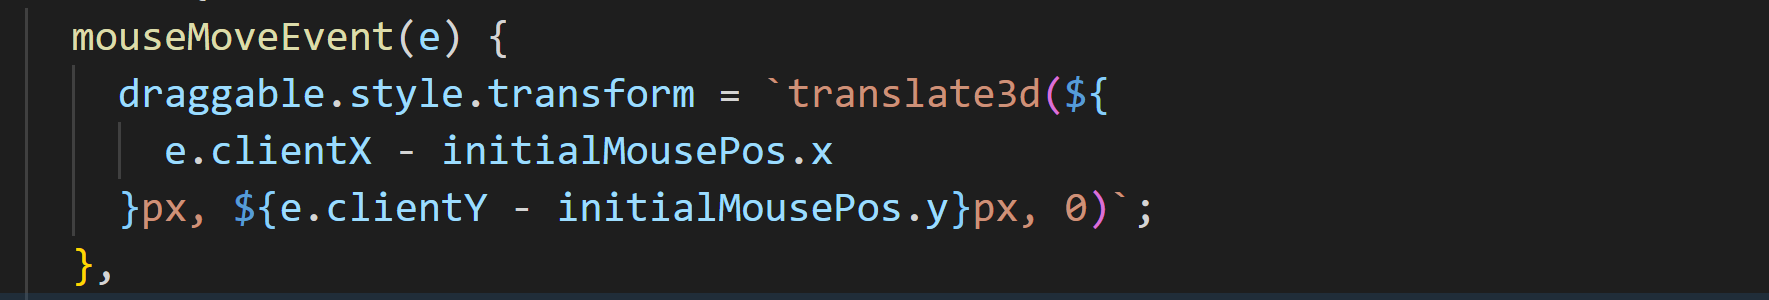 mouseMoveEvent(e) {
draggable.style.transform = `translate3d(${
e.clientX - initialMousePos.x
}px, ${e.clientY - initialMousePos.y}px, 0)`;
},